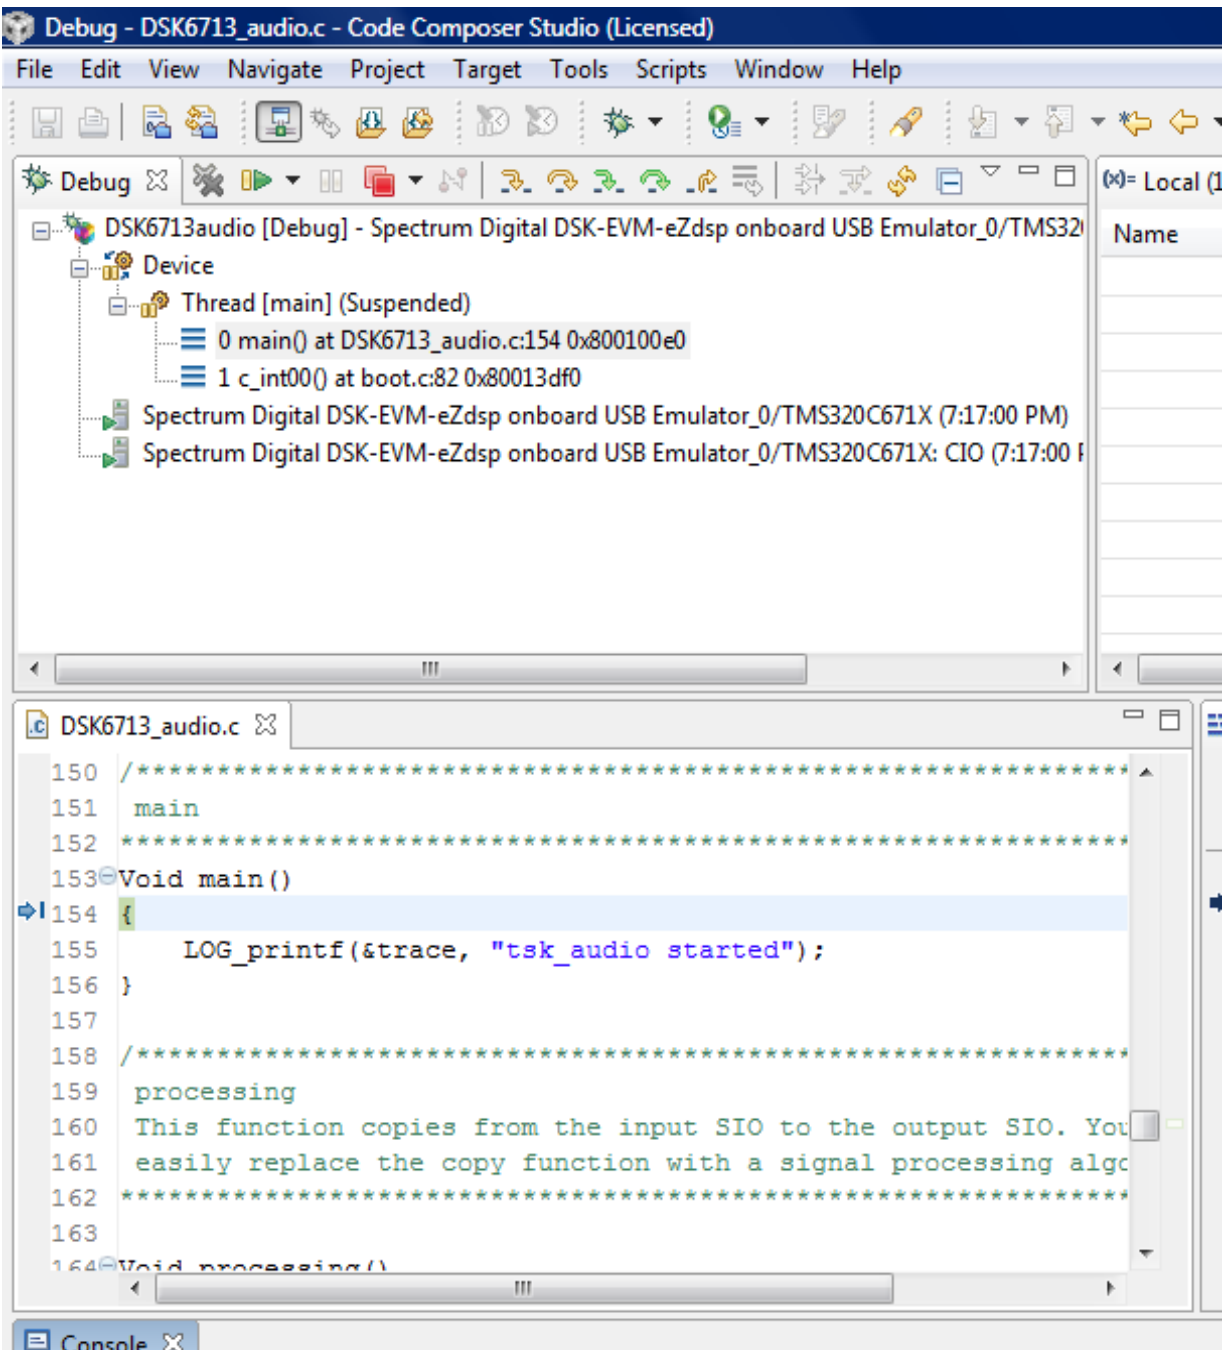 Debug - DSK6713_audio.c - Code Composer Studio (Licensed)
File Edit View Navigate Project Target Tools Scripts Window Help
Debug
(x)= Local (1
DSK6713audio [Debug] - Spectrum Digital DSK-EVM-eZdsp onboard USB Emulator_0/TMS32
Name
Device
Thread [main] (Suspended)
0 main() at DSK6713_audio.c:154 0x800100e0
1 c_int00() at boot.c:82 0x80013df0
Spectrum Digital DSK-EVM-eZdsp onboard USB Emulator_0/TMS320C671X (7:17:00 PM)
Spectrum Digital DSK-EVM-eZdsp onboard USB Emulator_0/TMS320C671X: CIO (7:17:00
.c DSK6713_audio.c
150 /**************************************************************
151 main
152 ***************************************************************
153 Void main()
154 {
155 LOG_printf(&trace, "tsk_audio started");
156 }
157
158 /**************************************************************
159 processing
160 This function copies from the input SIO to the output SIO. You
161 easily replace the copy function with a signal processing algo
162 ***************************************************************
163
164 Void processing()
Console